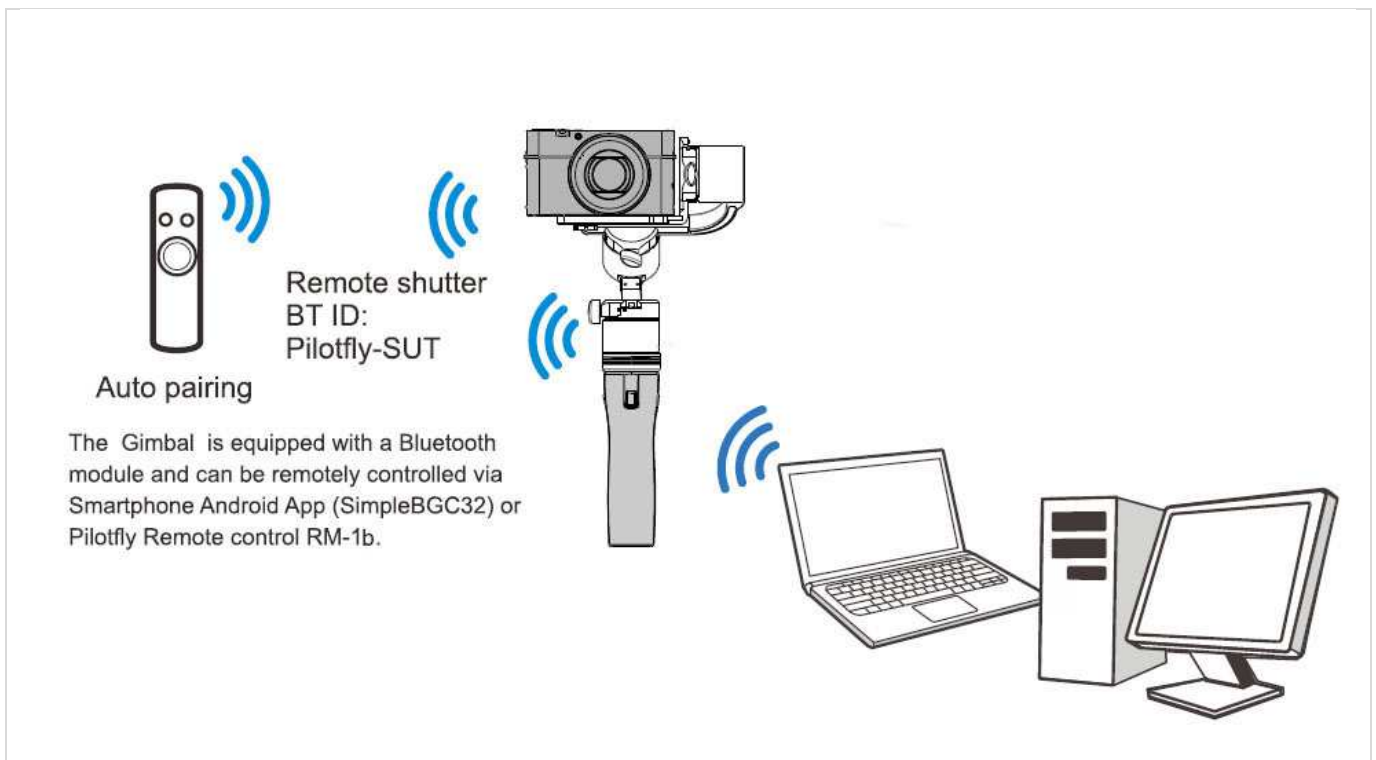 Remote shutter
BT ID:
Pilotfly-SUT
Auto pairing
The Gimbal is equipped with a Bluetooth
module and can be remotely controlled via
Smartphone Android App (SimpleBGC32) or
Pilotfly Remote control RM-1b.